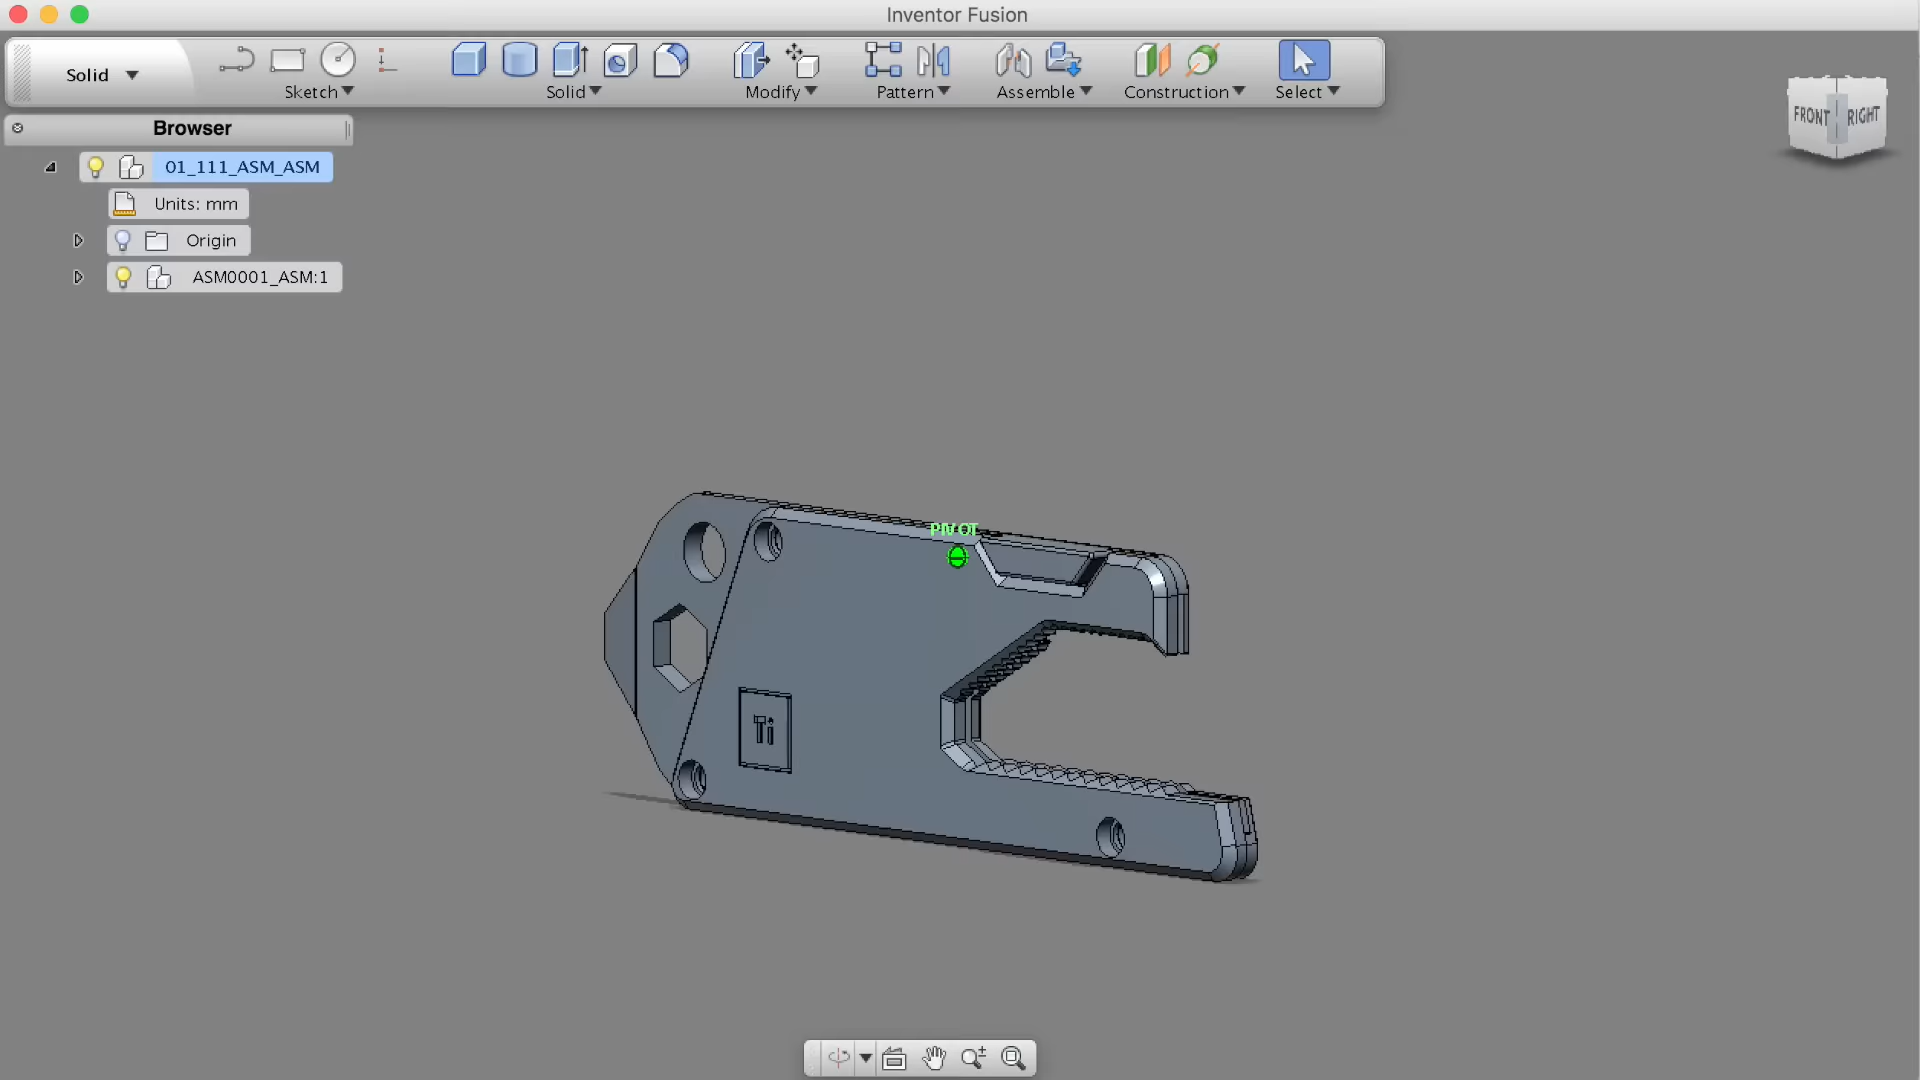 Inventor Fusion
Solid
Sketch
Solid
Modify
Pattern
Assemble
Construction
Select
FRONT
RIGHT
Browser
01_111_ASM_ASM
Units: mm
Origin
ASM0001_ASM:1
PIVOT
Ti